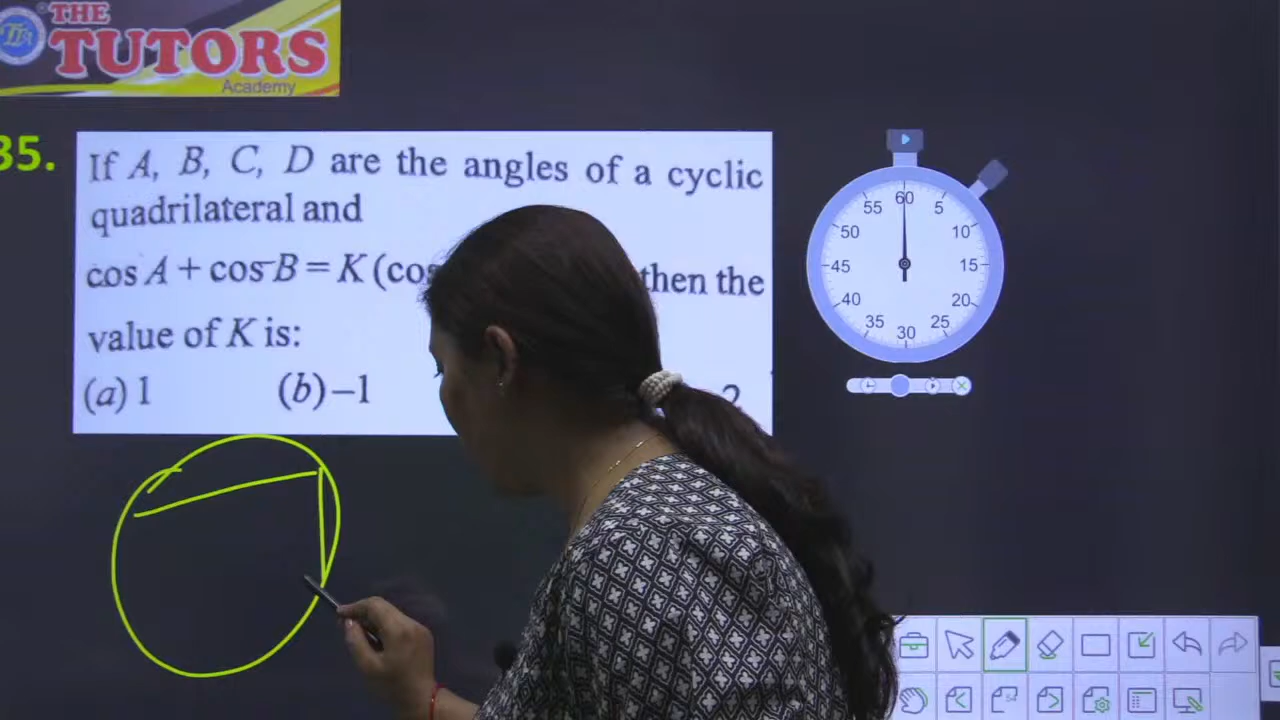 THE
TUTORS
Academy
35.
If A, B, C, D are the angles of a cyclic
quadrilateral and
cos A + cos B = K (cos then the
value of K is:
(a) 1 (b) –1 2
60
55 5
50 10
45 15
40 20
35 25
30